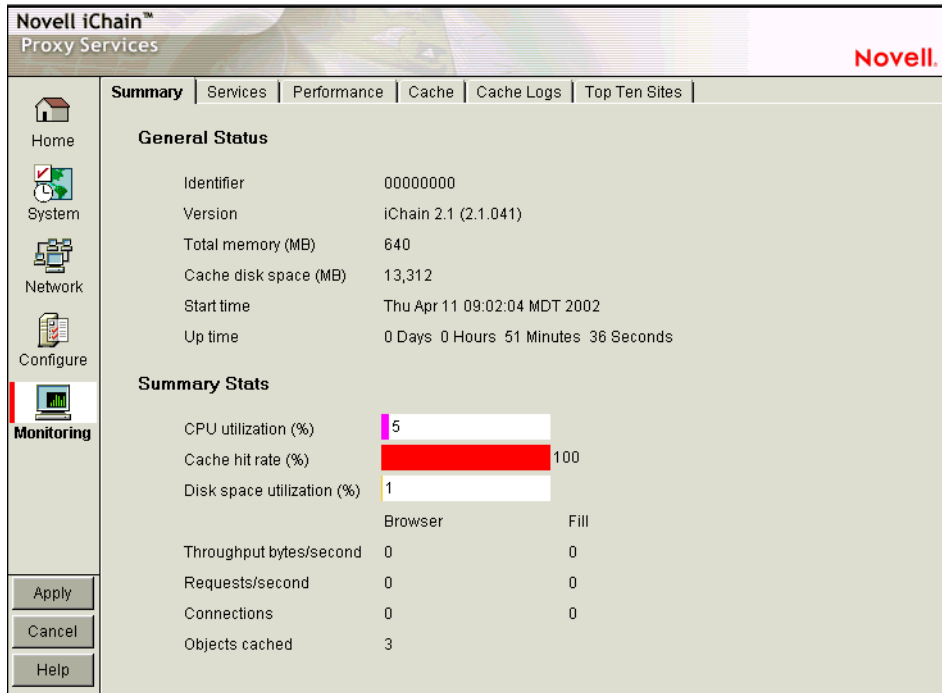 Novell iChain™
Proxy Services
Novell.
Summary Services Performance Cache Cache Logs Top Ten Sites
Home
System
Network
Configure
Monitoring
General Status
Identifier 00000000
Version iChain 2.1 (2.1.041)
Total memory (MB) 640
Cache disk space (MB) 13,312
Start time Thu Apr 11 09:02:04 MDT 2002
Up time 0 Days 0 Hours 51 Minutes 36 Seconds
Summary Stats
CPU utilization (%) 5
Cache hit rate (%) 100
Disk space utilization (%) 1
Browser Fill
Throughput bytes/second 0 0
Requests/second 0 0
Connections 0 0
Objects cached 3
Apply
Cancel
Help